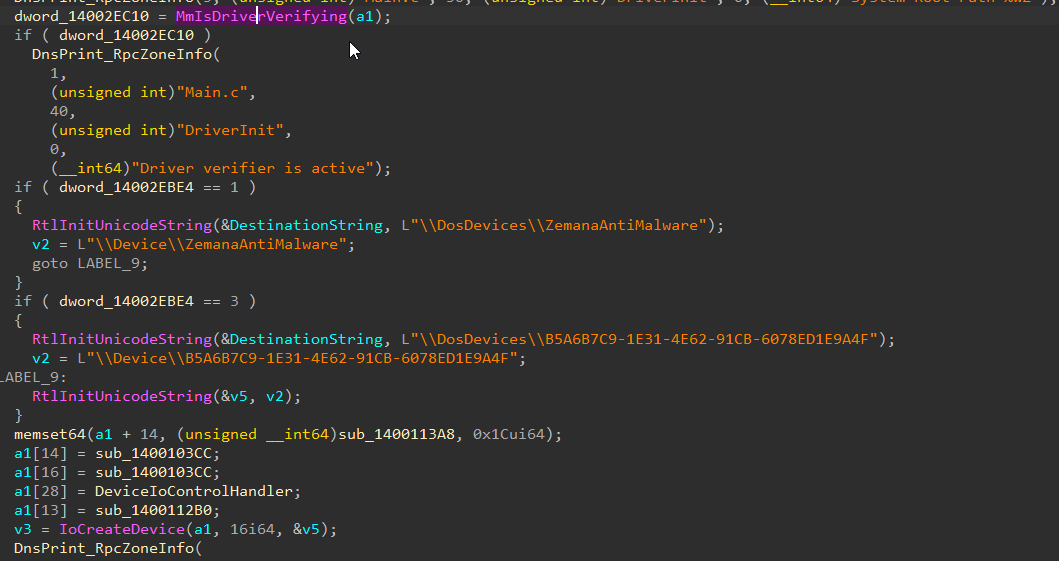 dword_14002EC10 = MmIsDriverVerifying(a1);
if ( dword_14002EC10 )
DnsPrint_RpcZoneInfo(
1,
(unsigned int)"Main.c",
40,
(unsigned int)"DriverInit",
0,
(__int64)"Driver verifier is active");
if ( dword_14002EBE4 == 1 )
{
RtlInitUnicodeString(&DestinationString, L"\\DosDevices\\ZemanaAntiMalware");
v2 = L"\\Device\\ZemanaAntiMalware";
goto LABEL_9;
}
if ( dword_14002EBE4 == 3 )
{
RtlInitUnicodeString(&DestinationString, L"\\DosDevices\\B5A6B7C9-1E31-4E62-91CB-6078ED1E9A4F");
v2 = L"\\Device\\B5A6B7C9-1E31-4E62-91CB-6078ED1E9A4F";
LABEL_9:
RtlInitUnicodeString(&v5, v2);
}
memset64(a1 + 14, (unsigned __int64)sub_1400113A8, 0x1Cui64);
a1[14] = sub_1400103CC;
a1[16] = sub_1400103CC;
a1[28] = DeviceIoControlHandler;
a1[13] = sub_1400112B0;
v3 = IoCreateDevice(a1, 16i64, &v5);
DnsPrint_RpcZoneInfo(